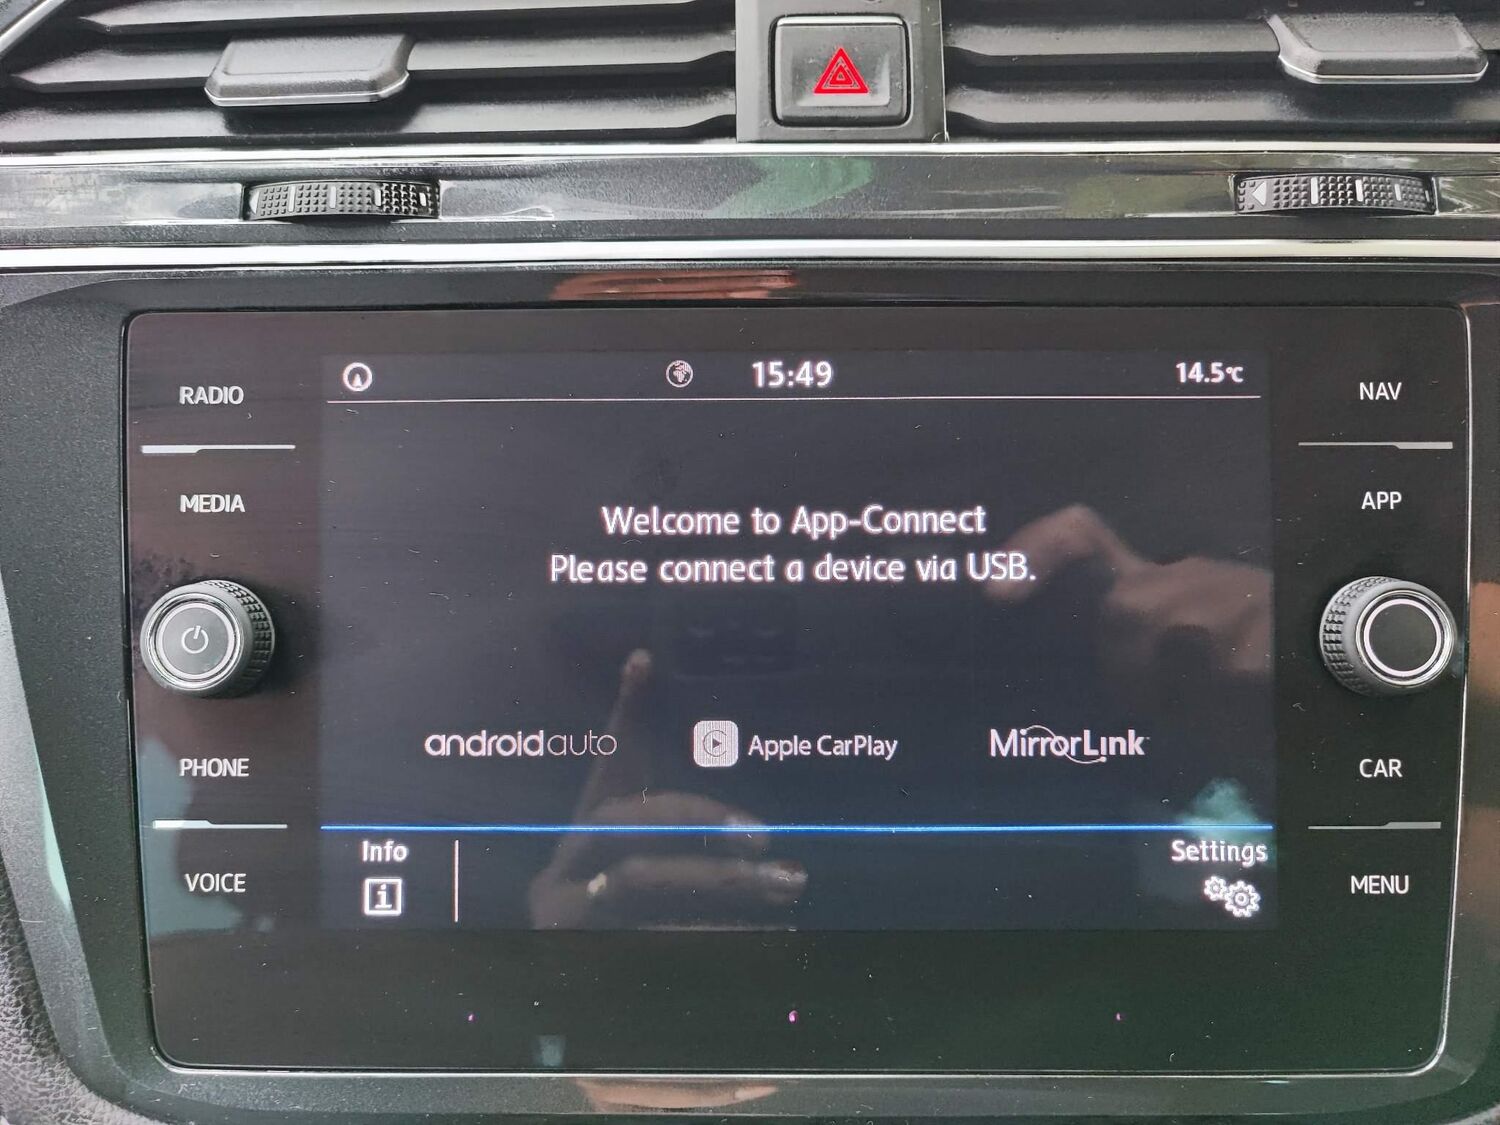 15:49
14.5℃
RADIO
NAV
MEDIA
APP
Welcome to App-Connect
Please connect a device via USB.
androidauto
Apple CarPlay
MirrorLink
PHONE
CAR
Info
Settings
VOICE
MENU